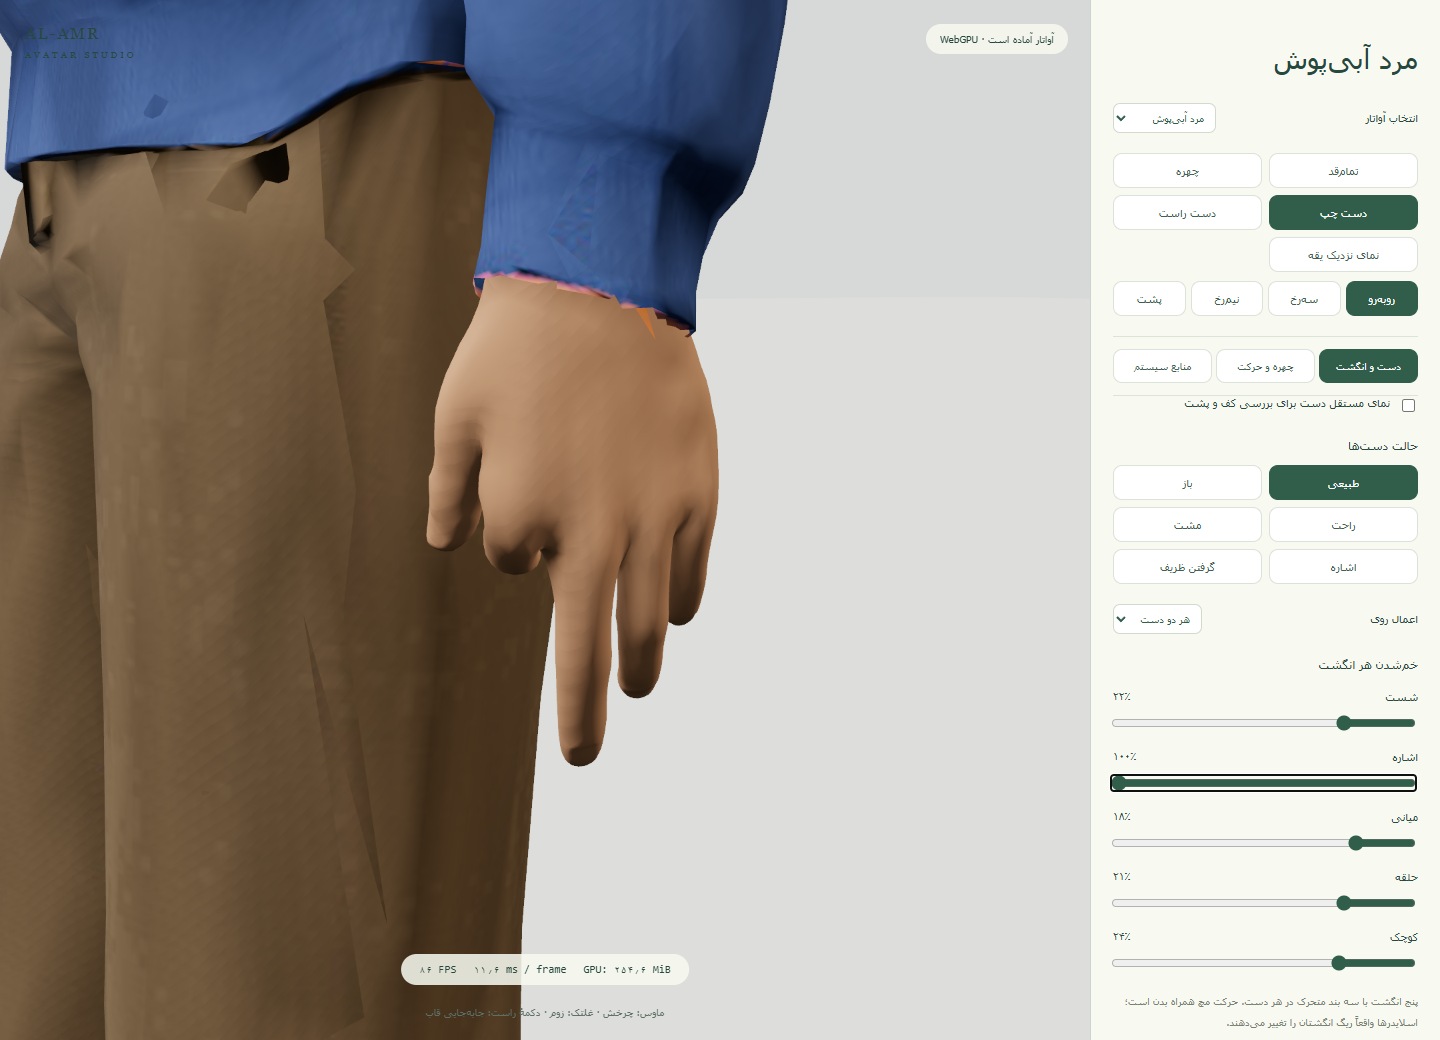 AL-AMR
AVATAR STUDIO
آواتار آماده است · WebGPU
مرد آبی‌پوش
انتخاب آواتار
مرد آبی‌پوش
تمام‌قد
چهره
دست چپ
دست راست
نمای نزدیک یقه
روبه‌رو
سه‌رخ
نیم‌رخ
پشت
دست و انگشت
چهره و حرکت
منابع سیستم
نمای مستقل دست برای بررسی کف و پشت
حالت دست‌ها
طبیعی
باز
راحت
مشت
اشاره
گرفتن ظریف
اعمال روی
هر دو دست
خم‌شدن هر انگشت
شست
۲۲٪
اشاره
۱۰۰٪
میانی
۱۸٪
حلقه
۲۱٪
کوچک
۲۴٪
پنج انگشت با سه بند متحرک در هر دست. حرکت مچ همراه بدن است؛
اسلایدرها واقعاً ریگ انگشتان را تغییر می‌دهند.
۸۶ FPS ۱۱٫۶ ms / frame GPU: ۲۵۴٫۶ MiB
ماوس: چرخش · غلتک: زوم · دکمهٔ راست: جابه‌جایی قاب